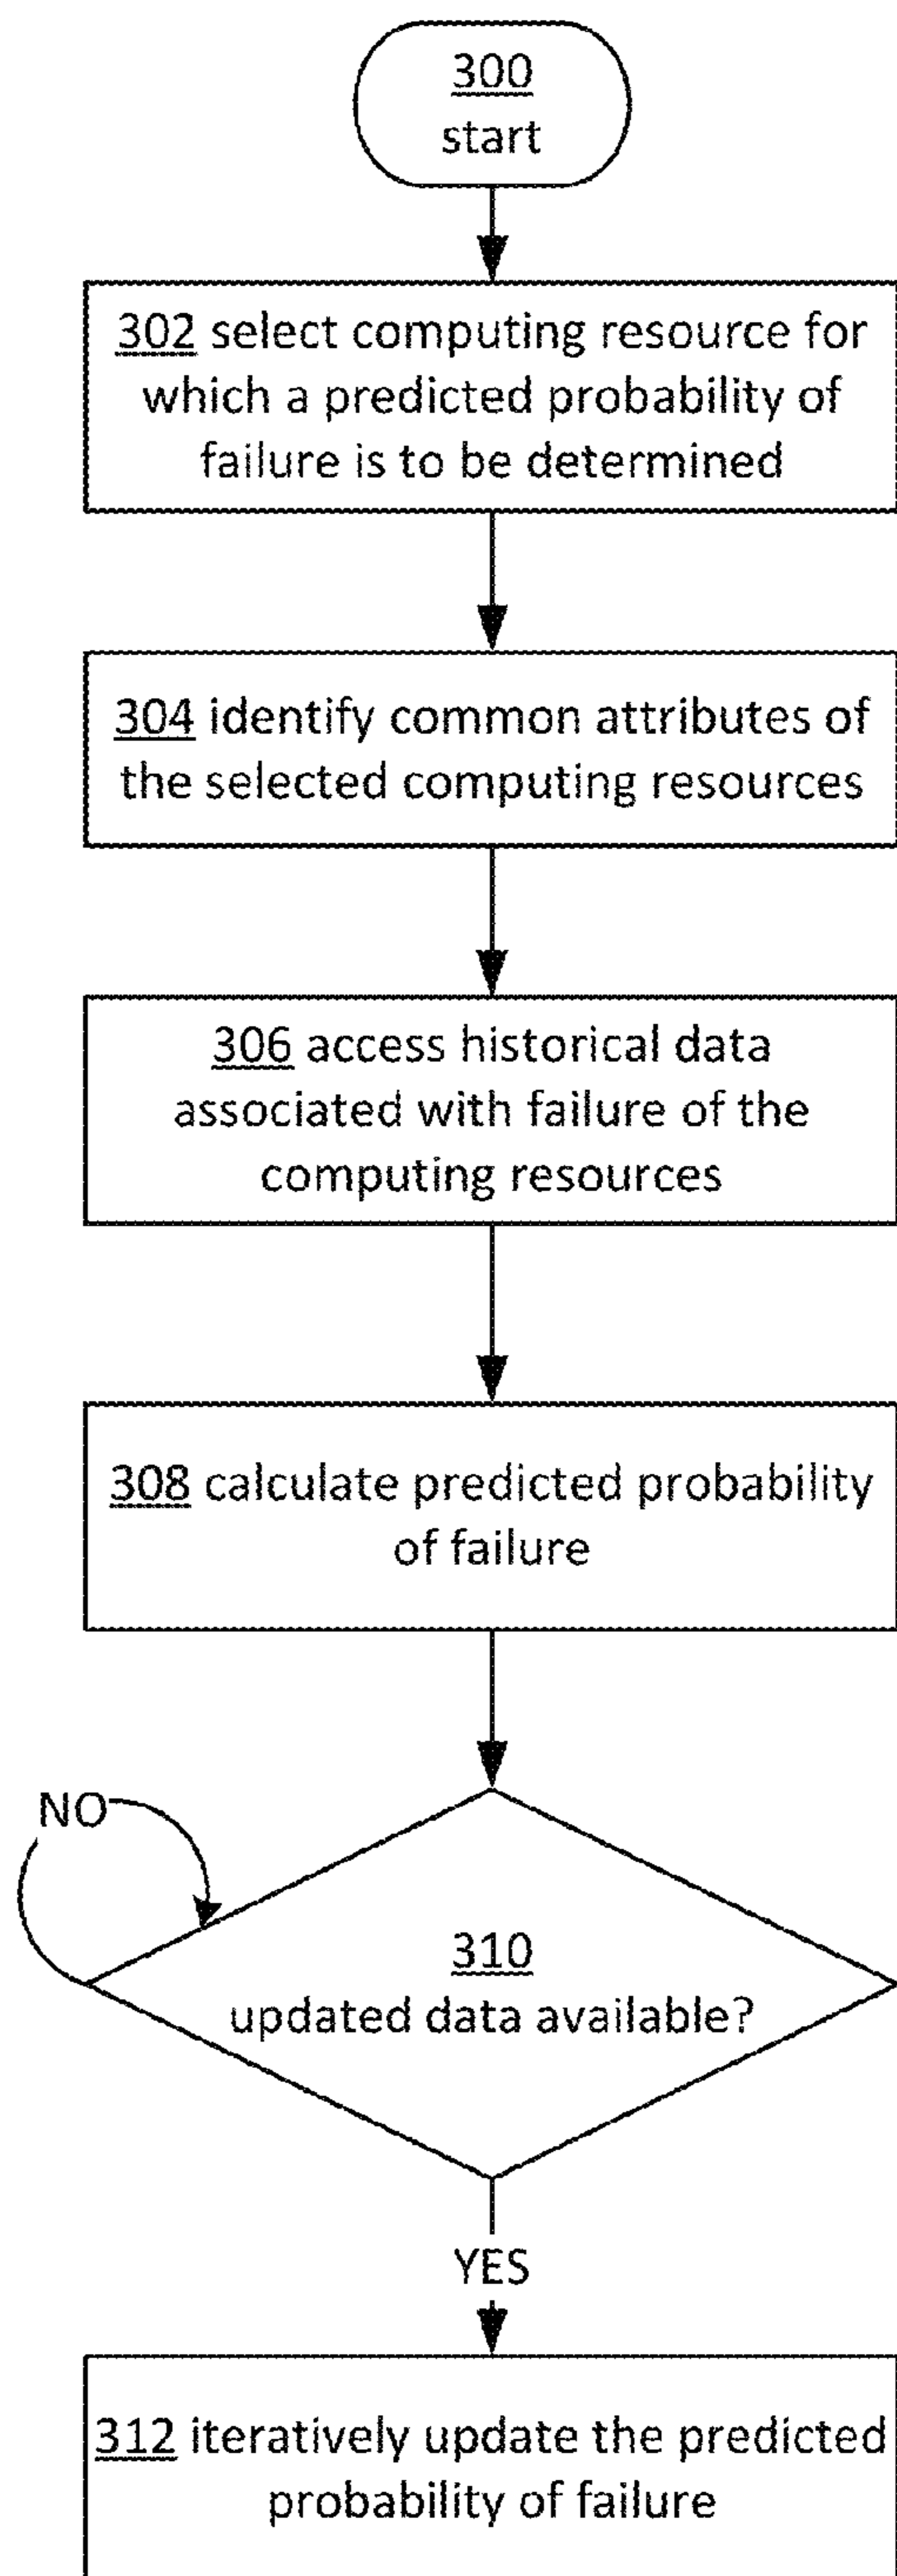 300
start
302 select computing resource for
which a predicted probability of
failure is to be determined
304 identify common attributes of
the selected computing resources
306 access historical data
associated with failure of the
computing resources
308 calculate predicted probability
of failure
NO
310
updated data available?
YES
312 iteratively update the predicted
probability of failure